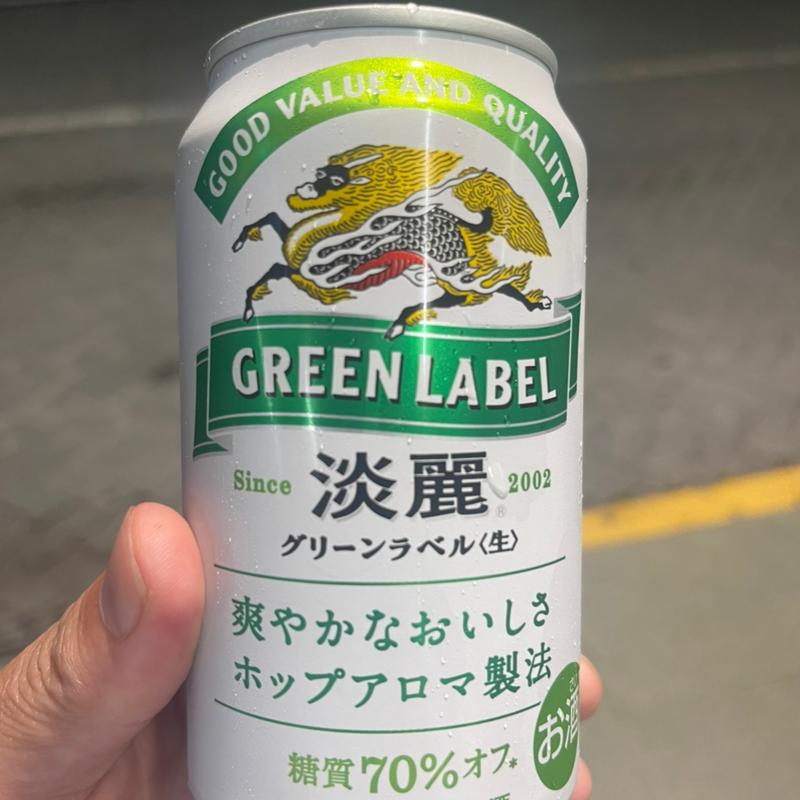 GOOD VALUE AND QUALITY
GREEN LABEL
Since 淡麗® 2002
グリーンラベル〈生〉
爽やかなおいしさ
ホップアロマ製法
お酒
糖質70%オフ*